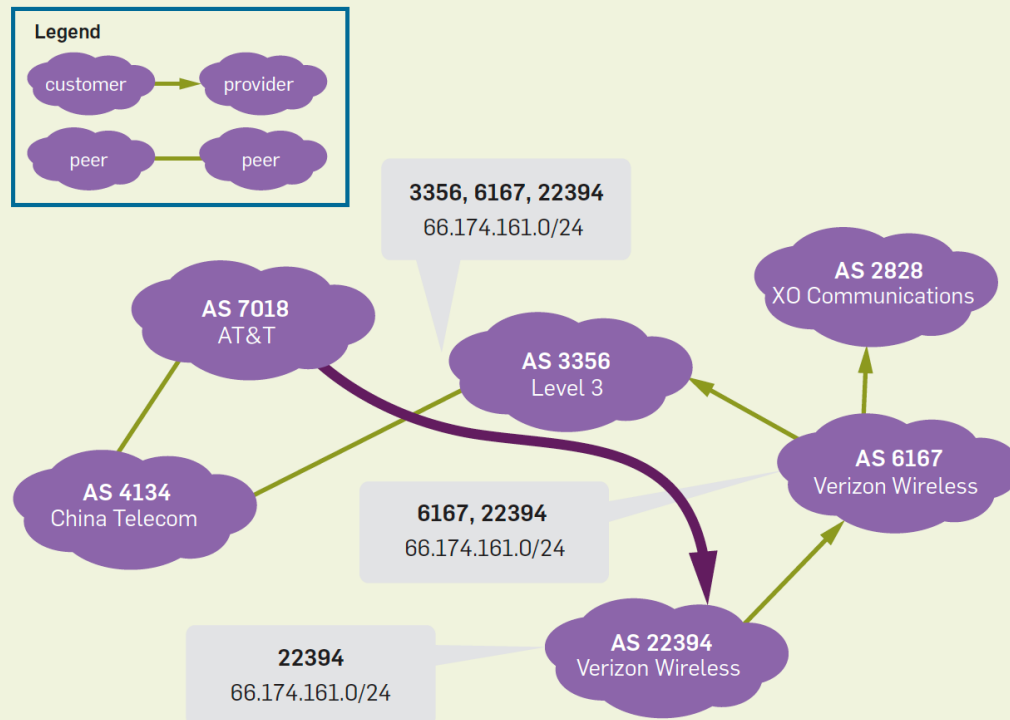 Legend
customer
provider
peer
peer
3356, 6167, 22394
66.174.161.0/24
AS 2828
XO Communications
AS 7018
AT&T
AS 3356
Level 3
AS 6167
Verizon Wireless
AS 4134
China Telecom
6167, 22394
66.174.161.0/24
AS 22394
Verizon Wireless
22394
66.174.161.0/24